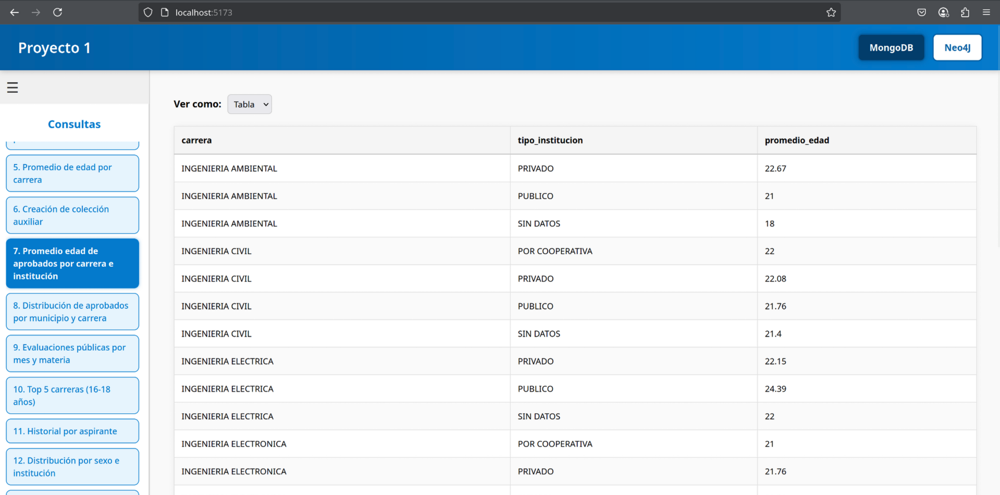 localhost:5173
Proyecto 1
MongoDB
Neo4J
☰
Consultas
5. Promedio de edad por
carrera
6. Creación de colección
auxiliar
7. Promedio edad de
aprobados por carrera e
institución
8. Distribución de aprobados
por municipio y carrera
9. Evaluaciones públicas por
mes y materia
10. Top 5 carreras (16-18
años)
11. Historial por aspirante
12. Distribución por sexo e
institución
Ver como: Tabla
carrera tipo_institucion promedio_edad
INGENIERIA AMBIENTAL PRIVADO 22.67
INGENIERIA AMBIENTAL PUBLICO 21
INGENIERIA AMBIENTAL SIN DATOS 18
INGENIERIA CIVIL POR COOPERATIVA 22
INGENIERIA CIVIL PRIVADO 22.08
INGENIERIA CIVIL PUBLICO 21.76
INGENIERIA CIVIL SIN DATOS 21.4
INGENIERIA ELECTRICA PRIVADO 22.15
INGENIERIA ELECTRICA PUBLICO 24.39
INGENIERIA ELECTRICA SIN DATOS 22
INGENIERIA ELECTRONICA POR COOPERATIVA 21
INGENIERIA ELECTRONICA PRIVADO 21.76